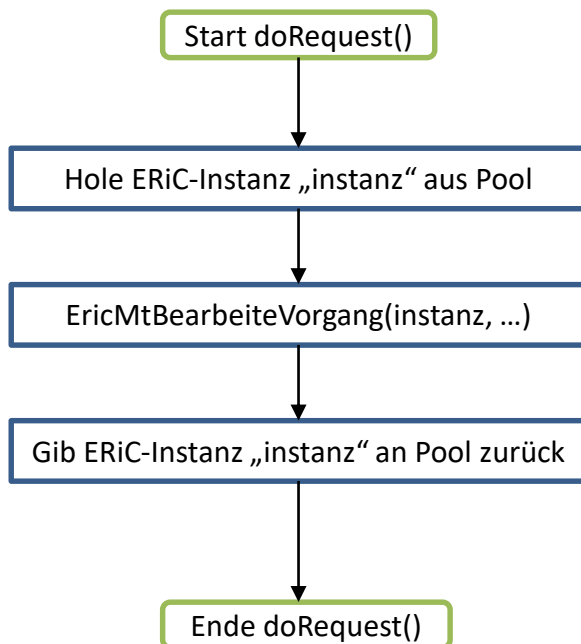 Start doRequest()
Hole ERiC-Instanz „instanz“ aus Pool
EricMtBearbeiteVorgang(instanz, …)
Gib ERiC-Instanz „instanz“ an Pool zurück
Ende doRequest()